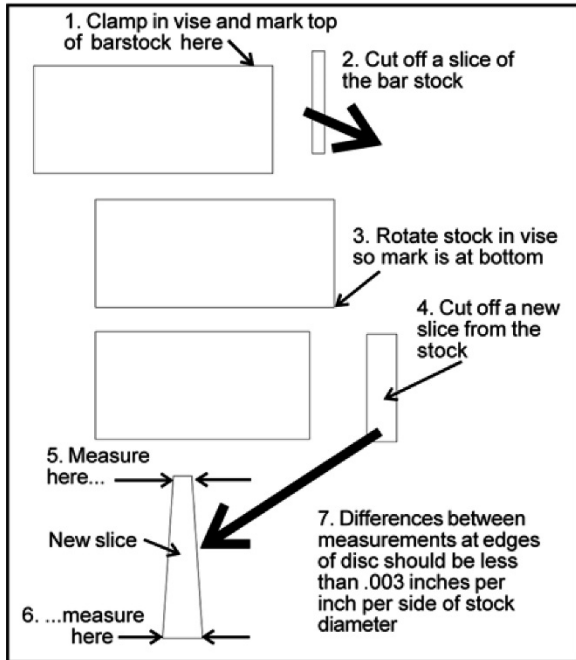 1. Clamp in vise and mark top
of barstock here
2. Cut off a slice of
the bar stock
3. Rotate stock in vise
so mark is at bottom
4. Cut off a new
slice from the
stock
5. Measure
here...
New slice
6. ...measure
here
7. Differences between
measurements at edges
of disc should be less
than .003 inches per
inch per side of stock
diameter